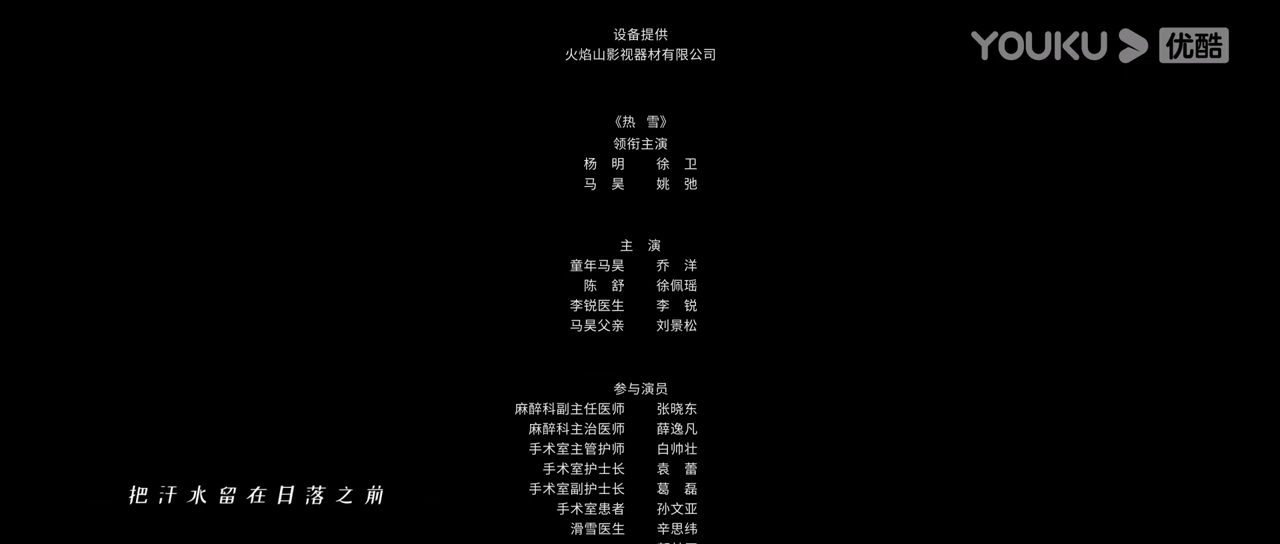 设备提供
火焰山影视器材有限公司
YOUKU 优酷
《热 雪》
领衔主演
杨 明 徐 卫
马 昊 姚 弛
主 演
童年马昊 乔 洋
陈 舒 徐佩瑶
李锐医生 李 锐
马昊父亲 刘景松
参与演员
麻醉科副主任医师 张晓东
麻醉科主治医师 薛逸凡
手术室主管护师 白帅壮
手术室护士长 袁 蕾
手术室副护士长 葛 磊
手术室患者 孙文亚
滑雪医生 辛思纬
把汗水留在日落之前